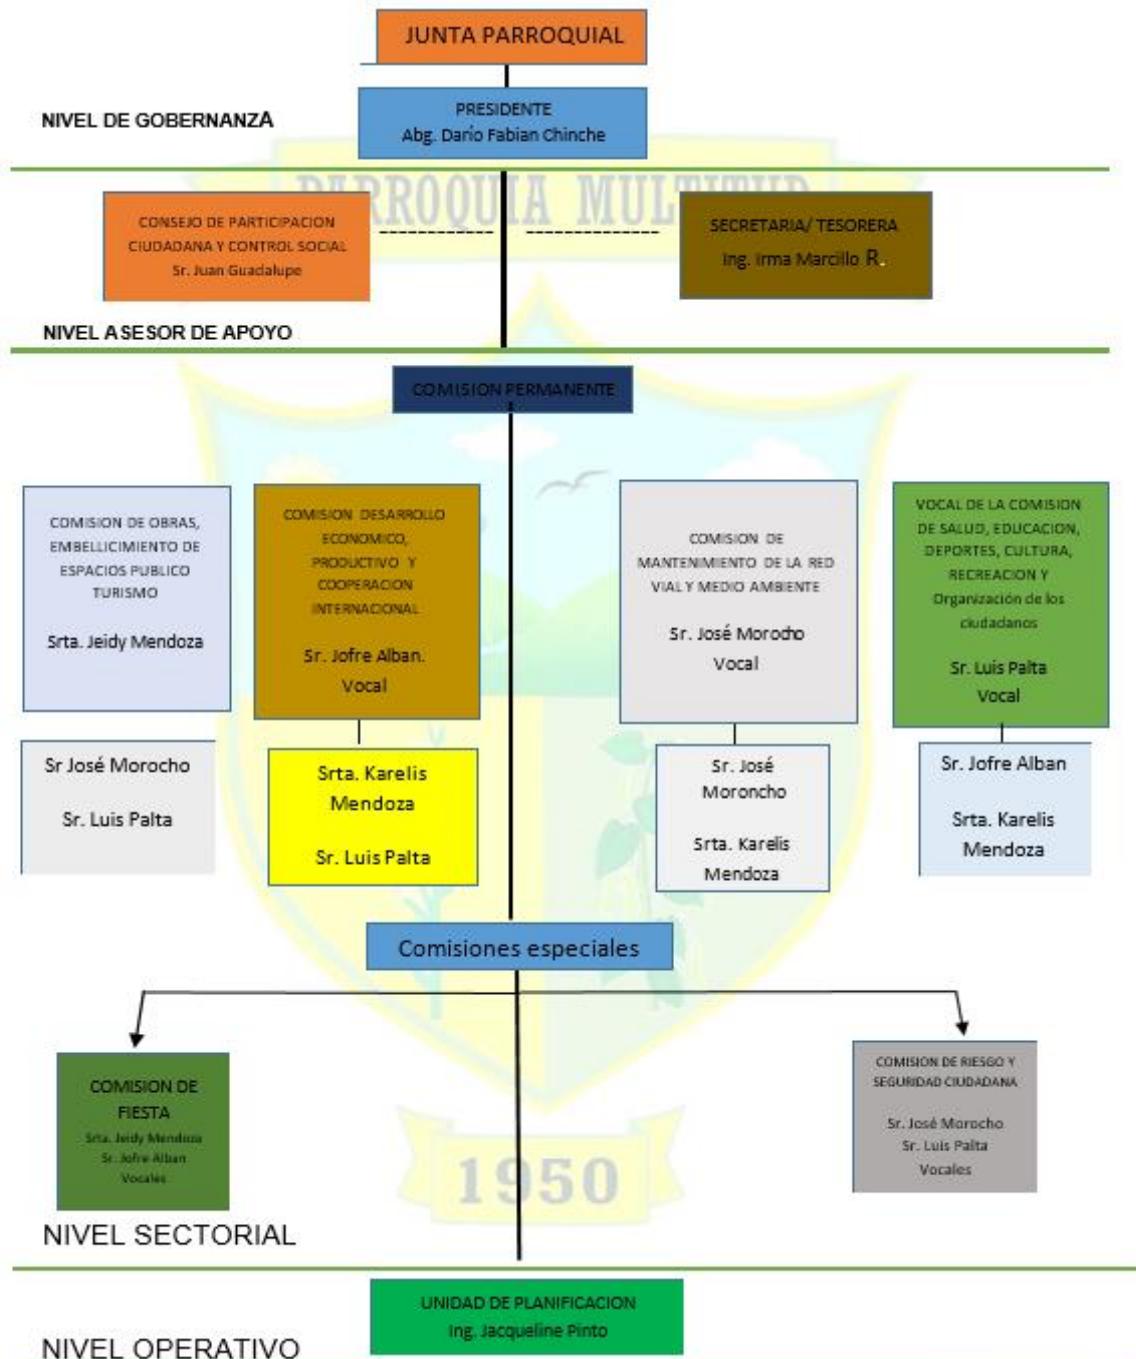 JUNTA PARROQUIAL
NIVEL DE GOBERNANZA
PRESIDENTE
Abg. Darío Fabian Chinche
PARROQUIA MULTITUD
CONSEJO DE PARTICIPACION
CIUDADANA Y CONTROL SOCIAL
Sr. Juan Guadalupe
SECRETARIA/ TESORERA
Ing. Irma Marcillo R.
NIVEL ASESOR DE APOYO
COMISION PERMANENTE
COMISION DE OBRAS,
EMBELLICIMIENTO DE
ESPACIOS PUBLICO
TURISMO
Srta. Jeidy Mendoza
COMISION DESARROLLO
ECONOMICO,
PRODUCTIVO Y
COOPERACION
INTERNACIONAL
Sr. Jofre Alban.
Vocal
COMISION DE
MANTENIMIENTO DE LA RED
VIAL Y MEDIO AMBIENTE
Sr. José Morocho
Vocal
VOCAL DE LA COMISION
DE SALUD, EDUCACION,
DEPORTES, CULTURA,
RECREACION Y
Organización de los
ciudadanos
Sr. Luis Palta
Vocal
Sr José Morocho
Sr. Luis Palta
Srta. Karelis
Mendoza
Sr. Luis Palta
Sr. José
Moroncho
Srta. Karelis
Mendoza
Sr. Jofre Alban
Srta. Karelis
Mendoza
Comisiones especiales
COMISION DE
FIESTA
Srta. Jeidy Mendoza
Sr. Jofre Alban
Vocales
COMISION DE RIESGO Y
SEGURIDAD CIUDADANA
Sr. José Morocho
Sr. Luis Palta
Vocales
1950
NIVEL SECTORIAL
UNIDAD DE PLANIFICACION
Ing. Jacqueline Pinto
NIVEL OPERATIVO